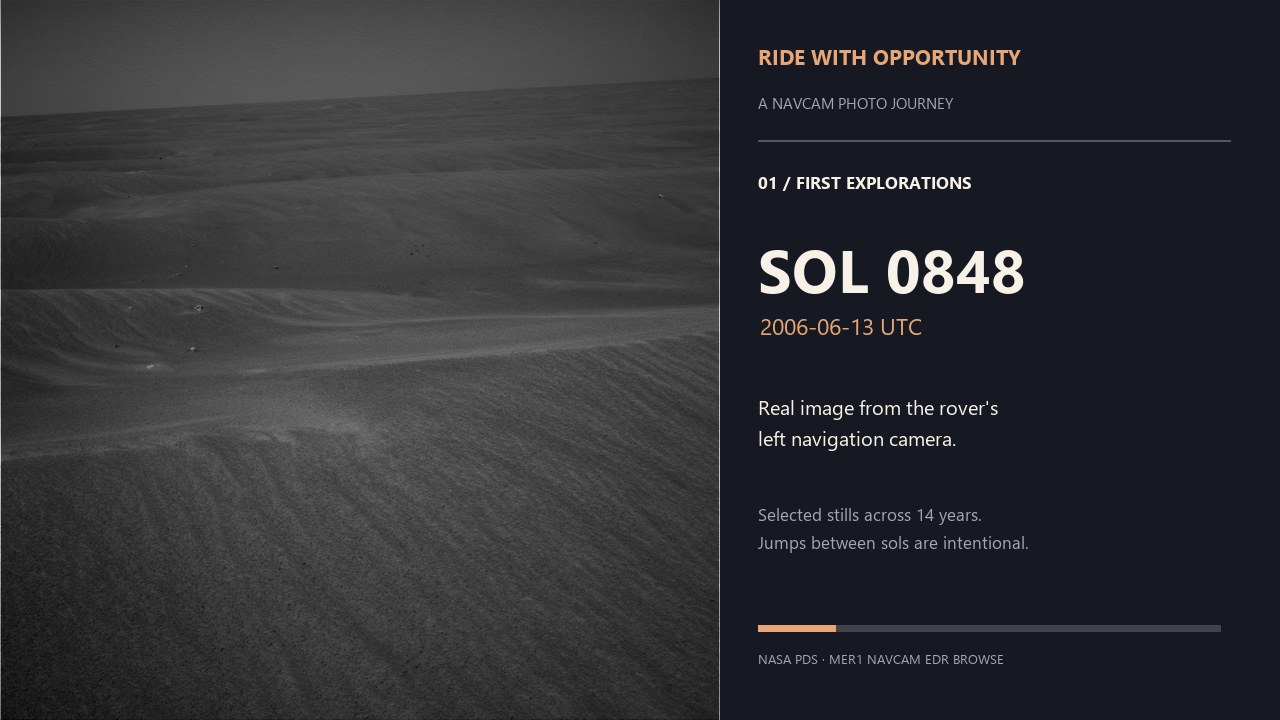 RIDE WITH OPPORTUNITY
A NAVCAM PHOTO JOURNEY
01 / FIRST EXPLORATIONS
SOL 0848
2006-06-13 UTC
Real image from the rover's
left navigation camera.
Selected stills across 14 years.
Jumps between sols are intentional.
NASA PDS · MER1 NAVCAM EDR BROWSE